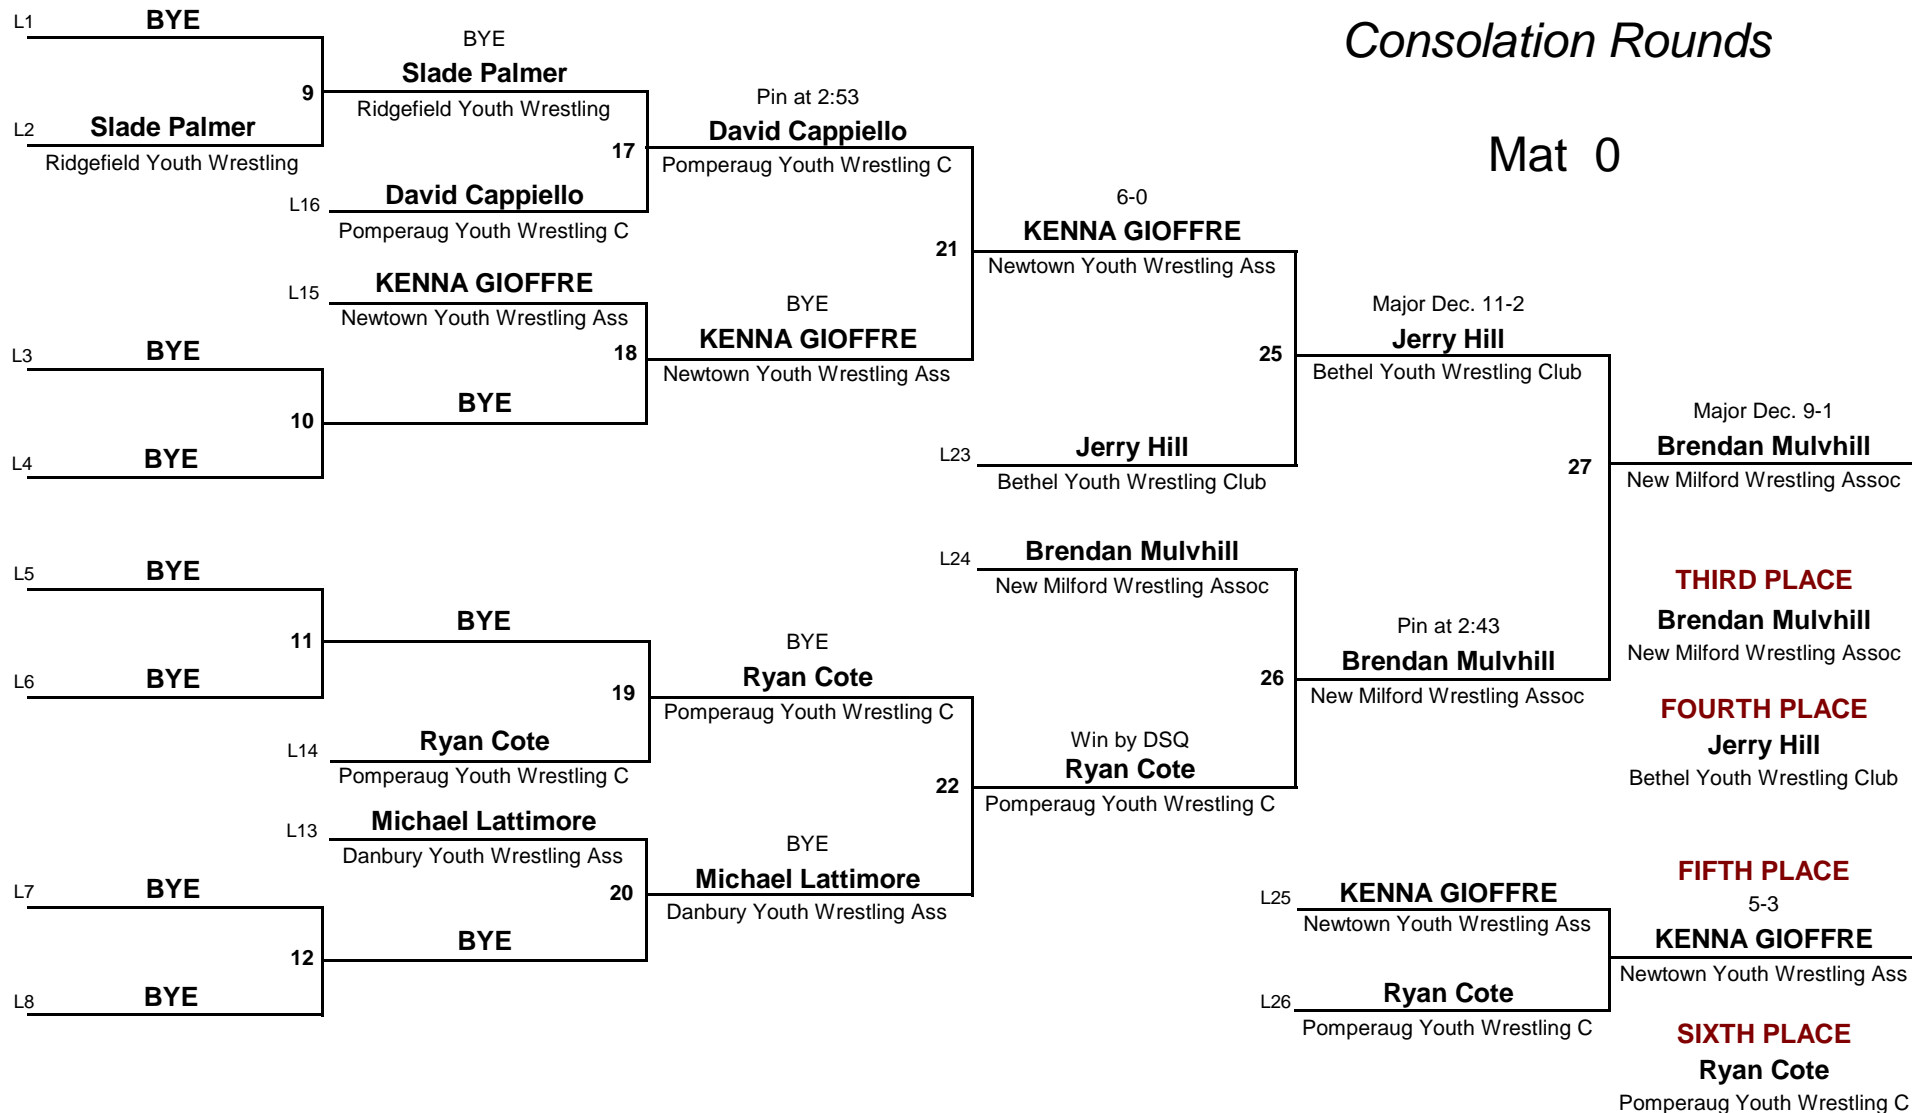 Consolation Rounds
Mat 0
L1 BYE
9
L2 Slade Palmer
Ridgefield Youth Wrestling
L3 BYE
10
L4 BYE
L5 BYE
11
L6 BYE
L7 BYE
12
L8 BYE
BYE
Slade Palmer
Ridgefield Youth Wrestling
17
L16 David Cappiello
Pomperaug Youth Wrestling C
L15 KENNA GIOFFRE
Newtown Youth Wrestling Ass
18
BYE
BYE
19
L14 Ryan Cote
Pomperaug Youth Wrestling C
L13 Michael Lattimore
Danbury Youth Wrestling Ass
20
BYE
Pin at 2:53
David Cappiello
Pomperaug Youth Wrestling C
21
BYE
KENNA GIOFFRE
Newtown Youth Wrestling Ass
BYE
Ryan Cote
Pomperaug Youth Wrestling C
22
BYE
Michael Lattimore
Danbury Youth Wrestling Ass
6-0
KENNA GIOFFRE
Newtown Youth Wrestling Ass
25
L23 Jerry Hill
Bethel Youth Wrestling Club
L24 Brendan Mulvhill
New Milford Wrestling Assoc
26
Win by DSQ
Ryan Cote
Pomperaug Youth Wrestling C
Major Dec. 11-2
Jerry Hill
Bethel Youth Wrestling Club
27
Pin at 2:43
Brendan Mulvhill
New Milford Wrestling Assoc
Major Dec. 9-1
Brendan Mulvhill
New Milford Wrestling Assoc
THIRD PLACE
Brendan Mulvhill
New Milford Wrestling Assoc
FOURTH PLACE
Jerry Hill
Bethel Youth Wrestling Club
L25 KENNA GIOFFRE
Newtown Youth Wrestling Ass
L26 Ryan Cote
Pomperaug Youth Wrestling C
FIFTH PLACE
5-3
KENNA GIOFFRE
Newtown Youth Wrestling Ass
SIXTH PLACE
Ryan Cote
Pomperaug Youth Wrestling C